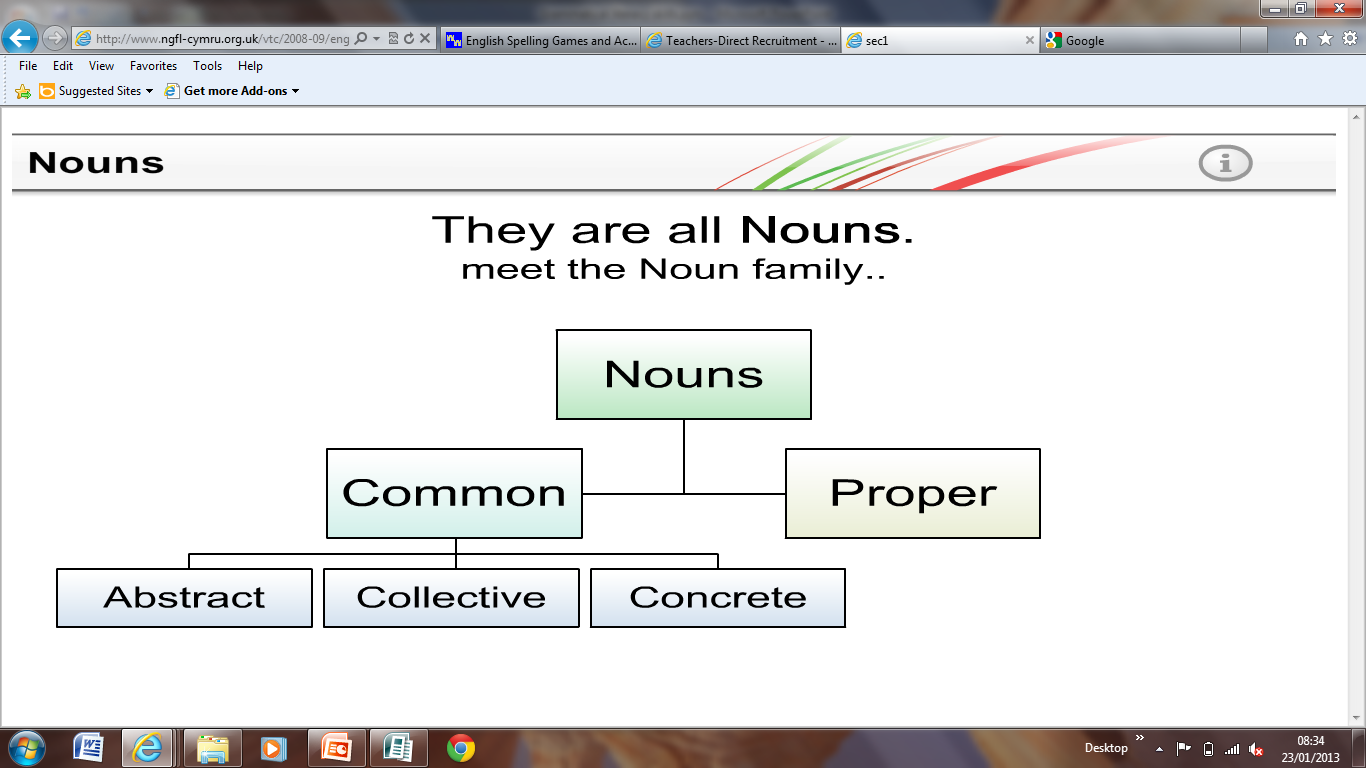 http://www.ngfl-cymru.org.uk/vtc/2008-09/eng
English Spelling Games and Ac...
Teachers-Direct Recruitment - ...
sec1
Google
File Edit View Favorites Tools Help
Suggested Sites
Get more Add-ons
Nouns
They are all Nouns.
meet the Noun family..
Nouns
Common
Proper
Abstract
Collective
Concrete
Desktop
08:34
23/01/2013